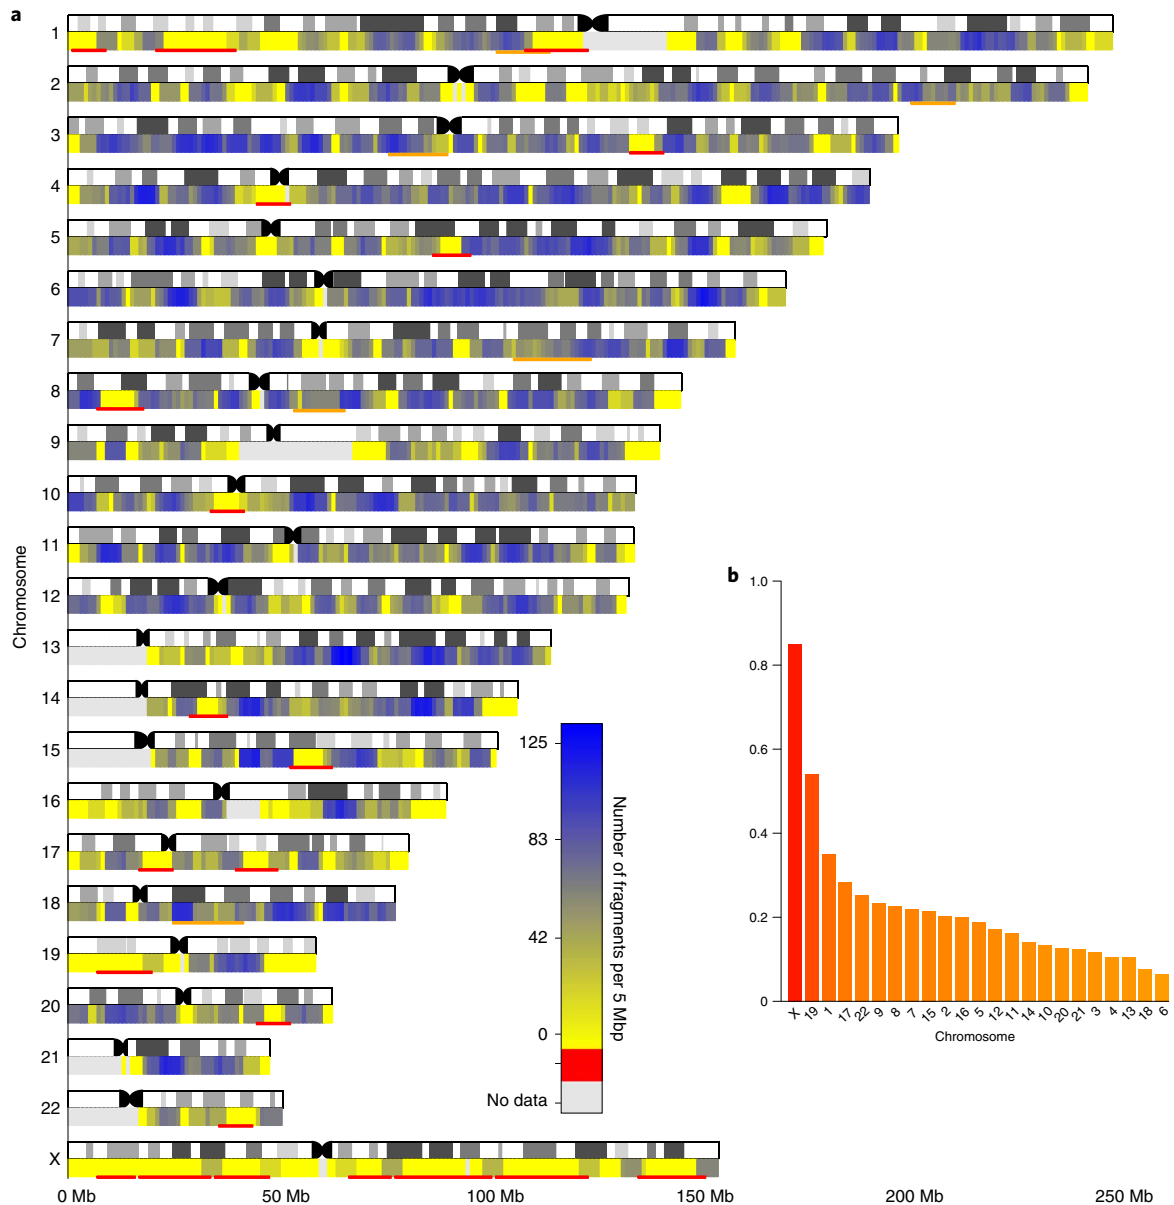 a
1
2
3
4
5
6
7
8
9
10
11
12
13
14
15
16
17
18
19
20
21
22
X
Chromosome
0 Mb
50 Mb
100 Mb
150 Mb
200 Mb
250 Mb
125
83
42
0
No data
Number of fragments per 5 Mbp
b
1.0
0.8
0.6
0.4
0.2
0
X 19 1 17 22 9 8 7 15 2 16 5 12 11 14 10 20 21 3 4 13 18 6
Chromosome